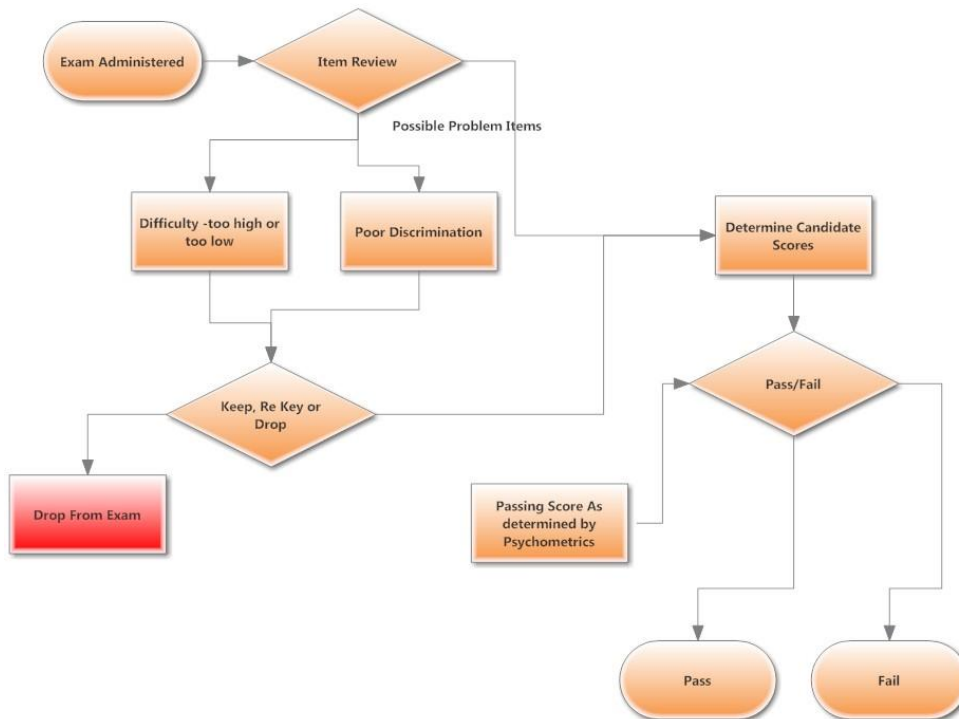 Exam Administered
Item Review
Possible Problem Items
Difficulty -too high or
too low
Poor Discrimination
Determine Candidate
Scores
Keep, Re Key or
Drop
Pass/Fail
Drop From Exam
Passing Score As
determined by
Psychometrics
Pass
Fail